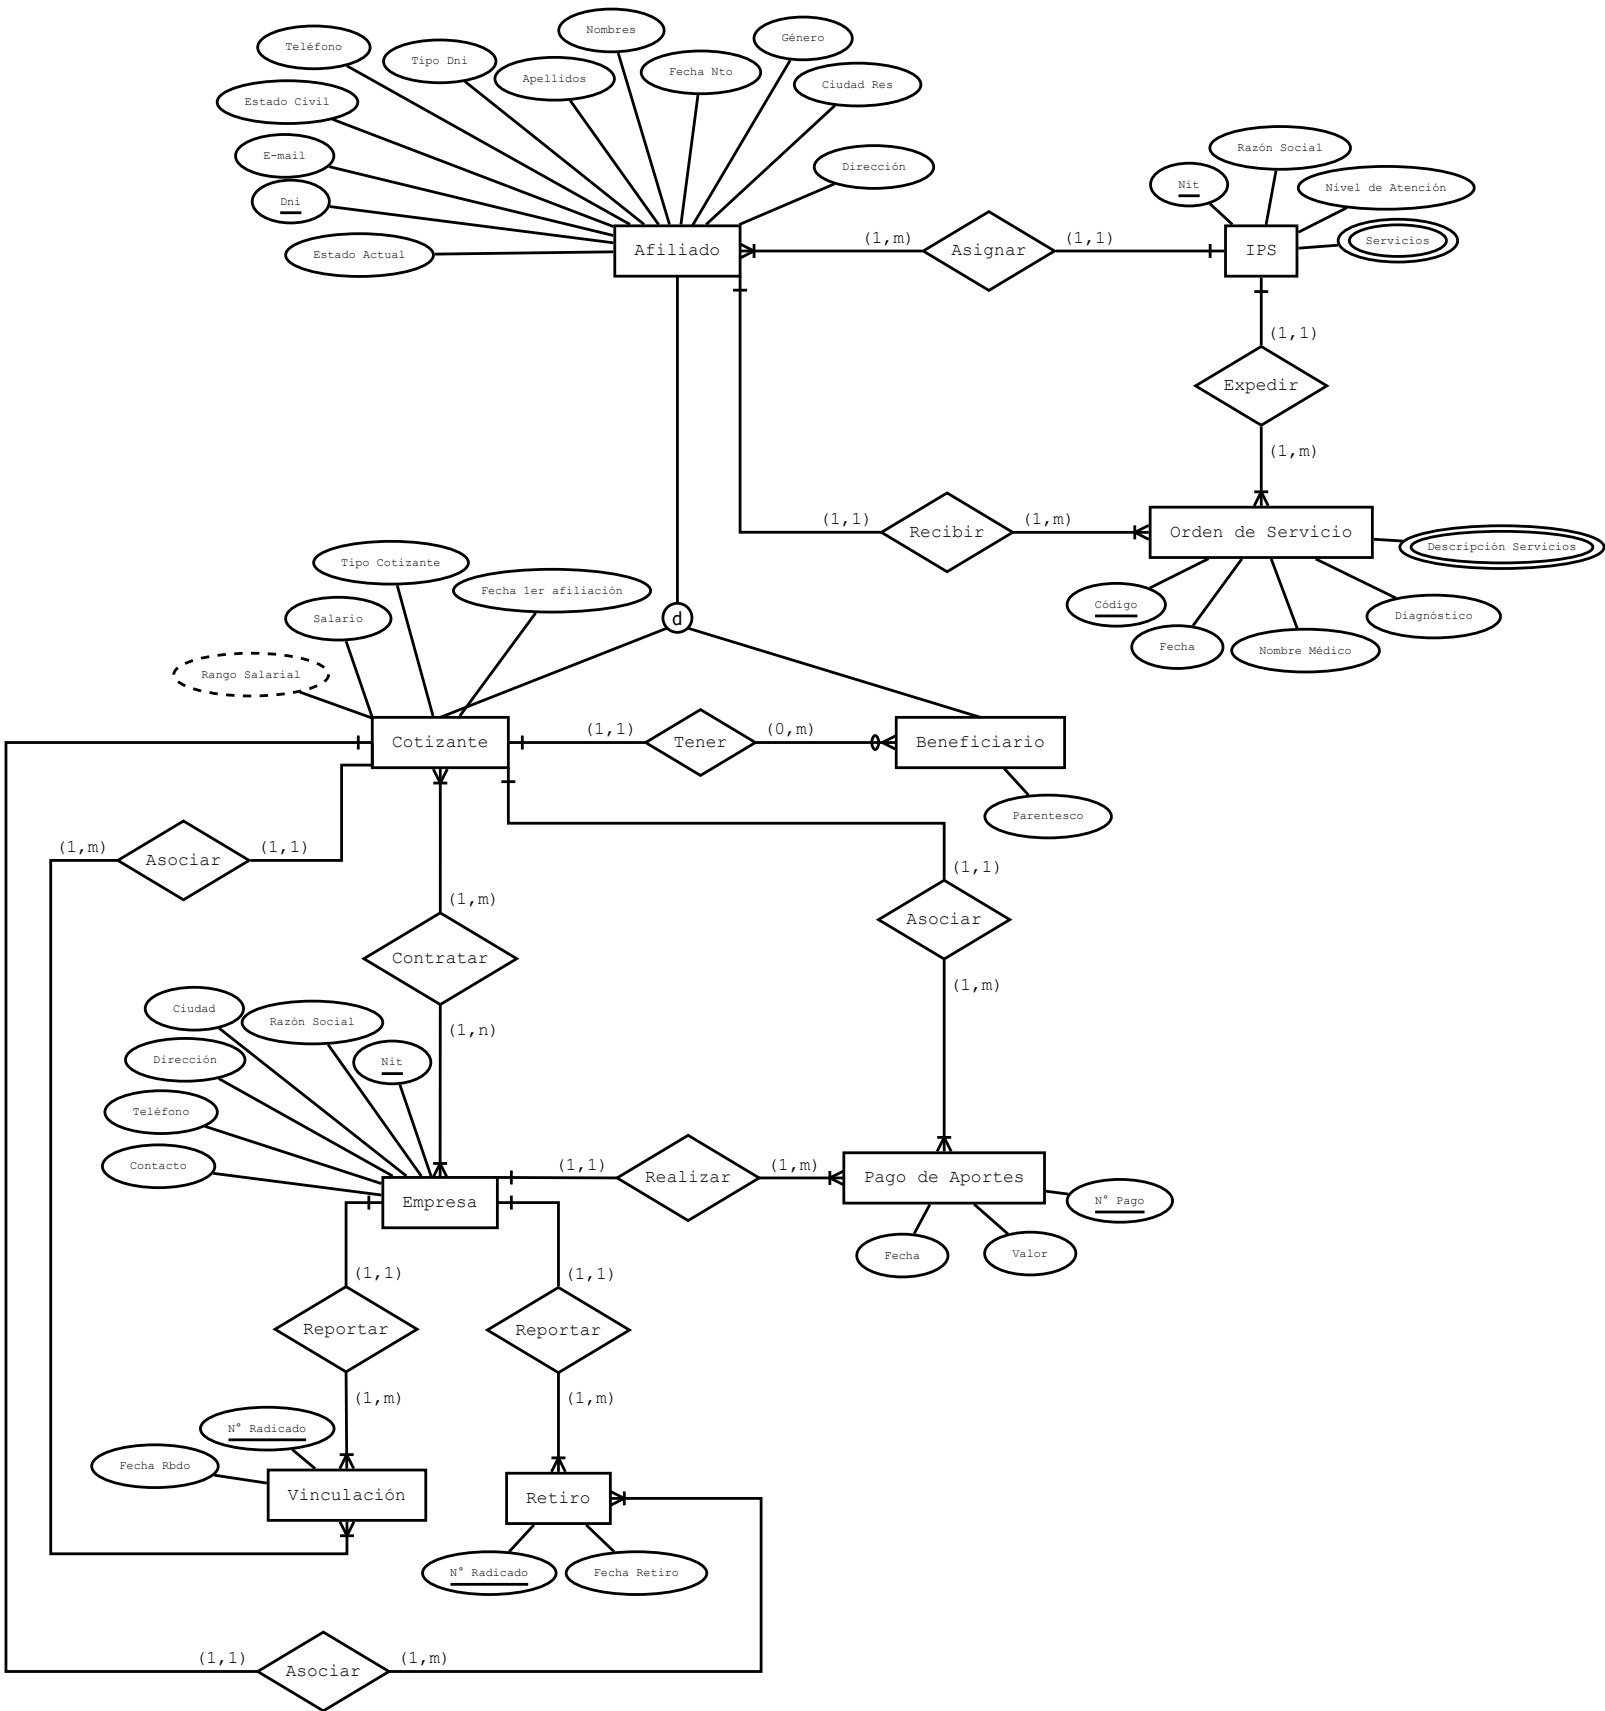 Nombres
Género
Teléfono
Tipo Dni
Apellidos
Fecha Nto
Ciudad Res
Estado Civil
E-mail
Dirección
Razón Social
Nit
Nivel de Atención
Dni
Estado Actual
Afiliado
(1,m)
Asignar
(1,1)
IPS
Servicios
(1,1)
Expedir
(1,m)
(1,1)
Recibir
(1,m)
Orden de Servicio
Descripción Servicios
Código
Fecha
Nombre Médico
Diagnóstico
Tipo Cotizante
Fecha 1er afiliación
Salario
Rango Salarial
d
Cotizante
(1,1)
Tener
(0,m)
Beneficiario
Parentesco
(1,m)
Asociar
(1,1)
(1,m)
Contratar
(1,n)
(1,1)
Asociar
(1,m)
Ciudad
Razón Social
Dirección
Nit
Teléfono
Contacto
Empresa
(1,1)
Realizar
(1,m)
Pago de Aportes
N° Pago
Fecha
Valor
(1,1)
Reportar
(1,m)
(1,1)
Reportar
(1,m)
N° Radicado
Fecha Rbdo
Vinculación
Retiro
N° Radicado
Fecha Retiro
(1,1)
Asociar
(1,m)